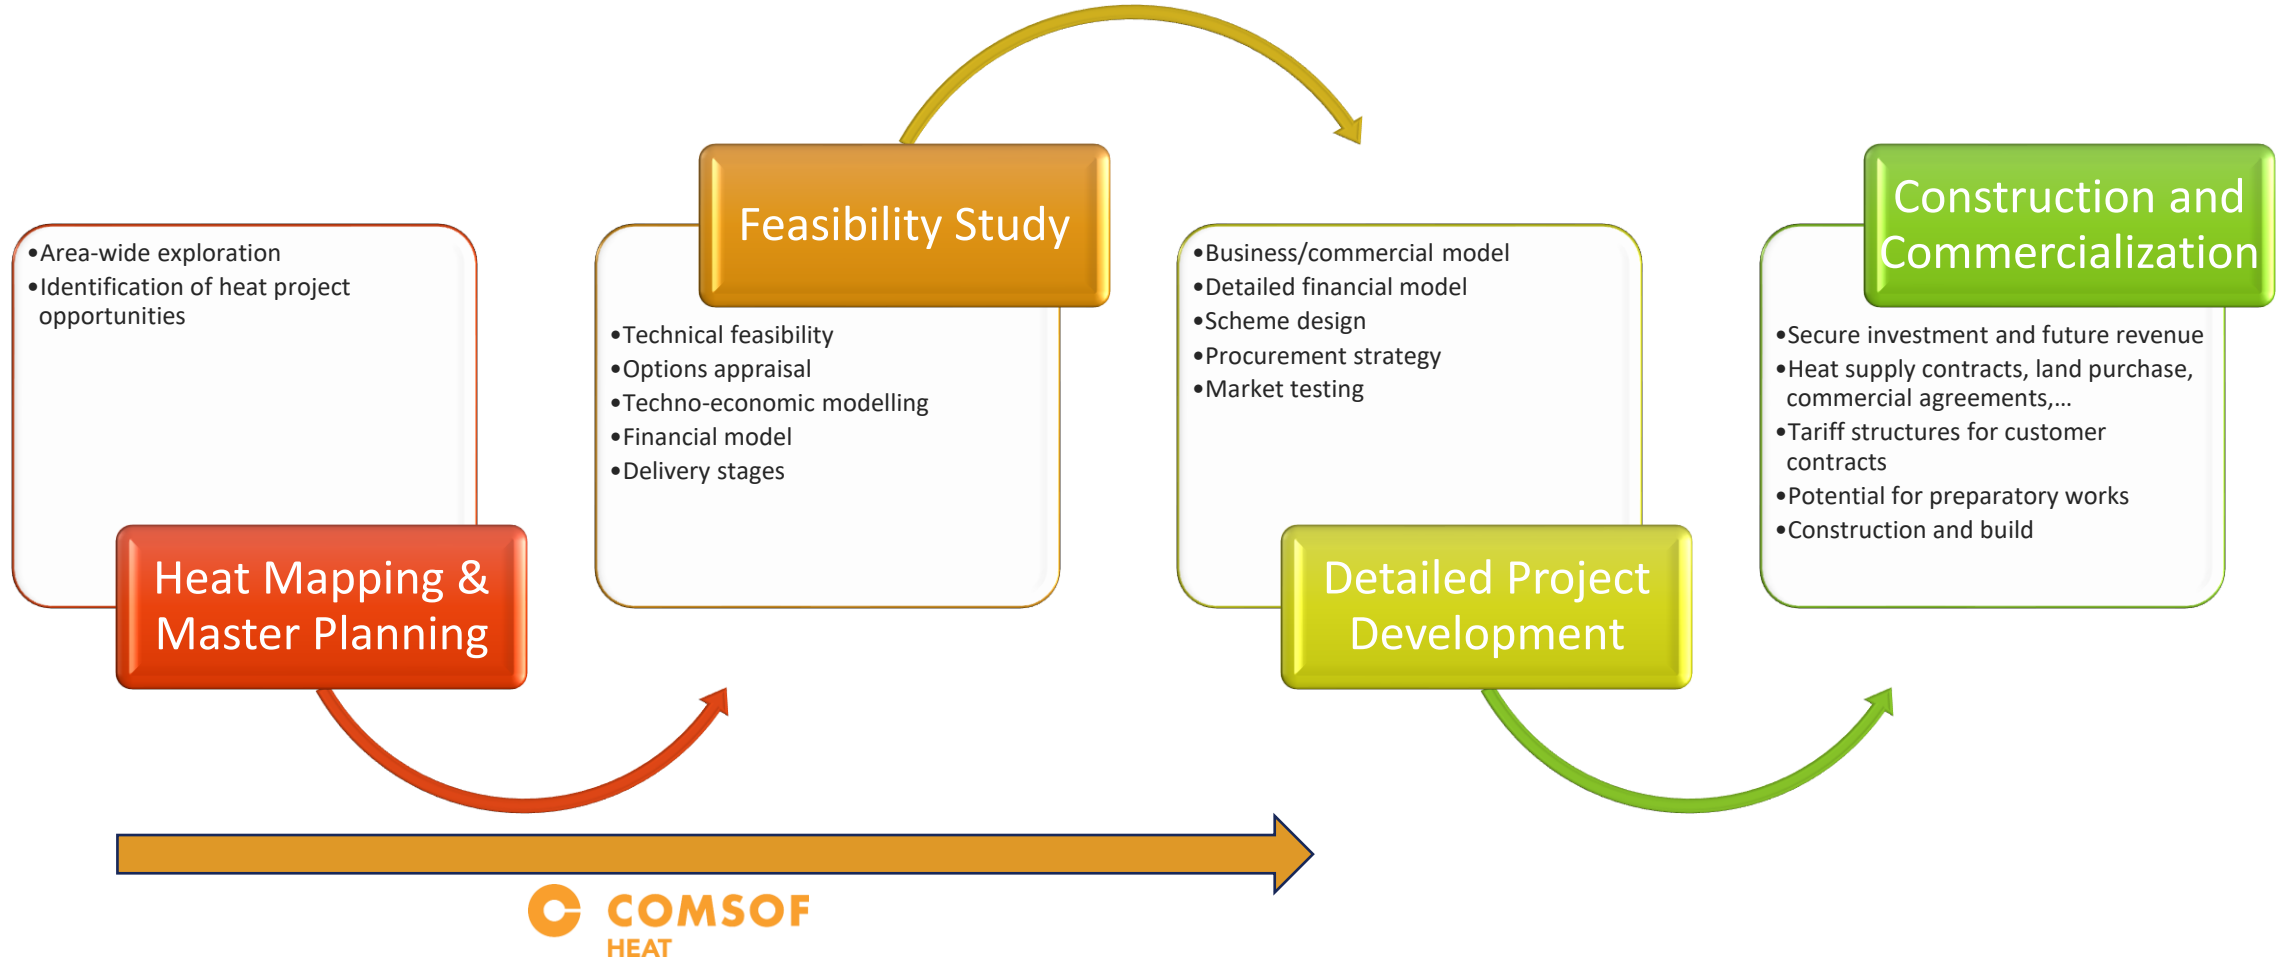 •Area-wide exploration
•Identification of heat project
opportunities
Heat Mapping &
Master Planning
Feasibility Study
•Technical feasibility
•Options appraisal
•Techno-economic modelling
•Financial model
•Delivery stages
•Business/commercial model
•Detailed financial model
•Scheme design
•Procurement strategy
•Market testing
Detailed Project
Development
Construction and
Commercialization
•Secure investment and future revenue
•Heat supply contracts, land purchase,
commercial agreements,...
•Tariff structures for customer
contracts
•Potential for preparatory works
•Construction and build
COMSOF
HEAT